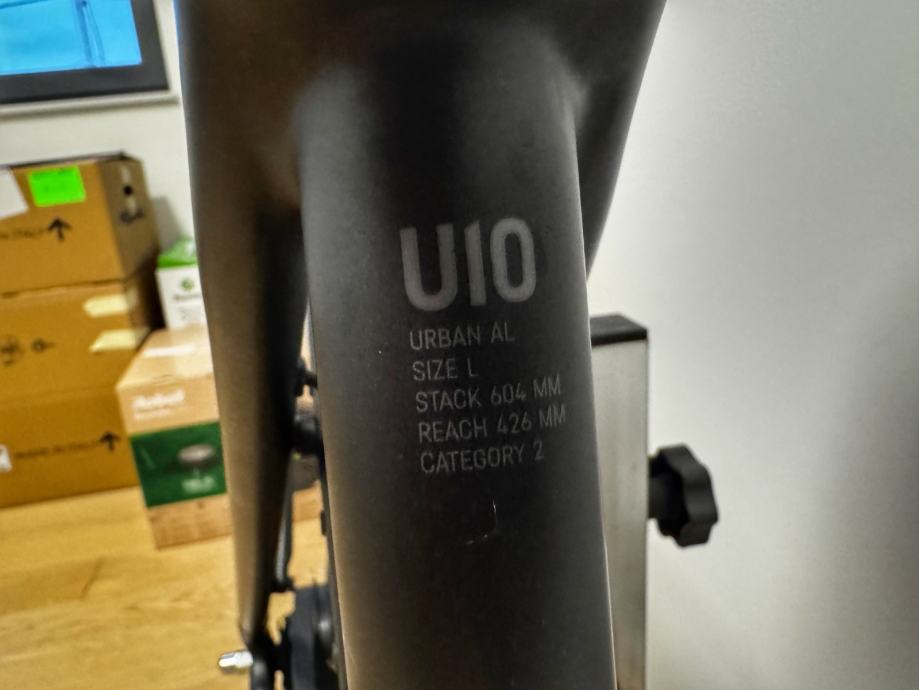 U10
URBAN AL
SIZE L
STACK 604 MM
REACH 426 MM
CATEGORY 2